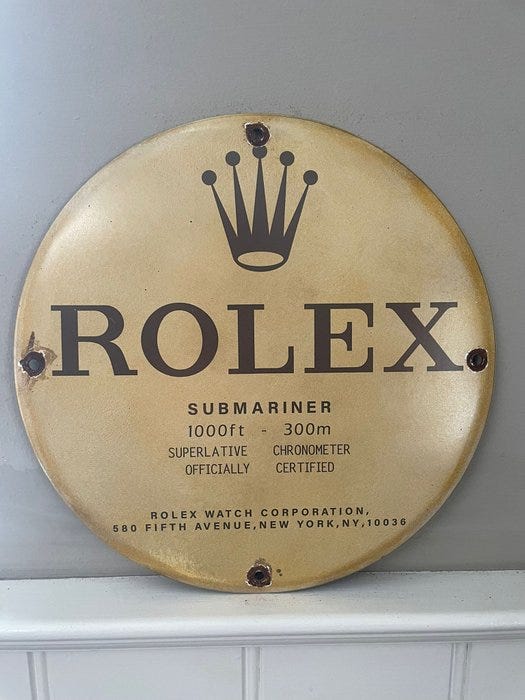 ROLEX
SUBMARINER
1000ft - 300m
SUPERLATIVE CHRONOMETER
OFFICIALLY CERTIFIED
ROLEX WATCH CORPORATION,
580 FIFTH AVENUE,NEW YORK,NY,10036